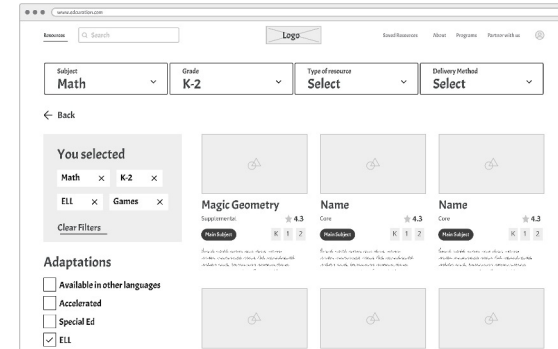 www.education.com
Resources
Search
Logo
Saved Resources
About
Programs
Partner with us
Subject
Math
Grade
K-2
Type of resource
Select
Delivery Method
Select
← Back
You selected
Math X
K-2 X
ELL X
Games X
Clear Filters
Magic Geometry
Supplemental
4.3
Main Subject
K 1 2
Name
Core
4.3
Main Subject
K 1 2
Name
Core
4.3
Main Subject
K 1 2
Adaptations
Available in other languages
Accelerated
Special Ed
ELL